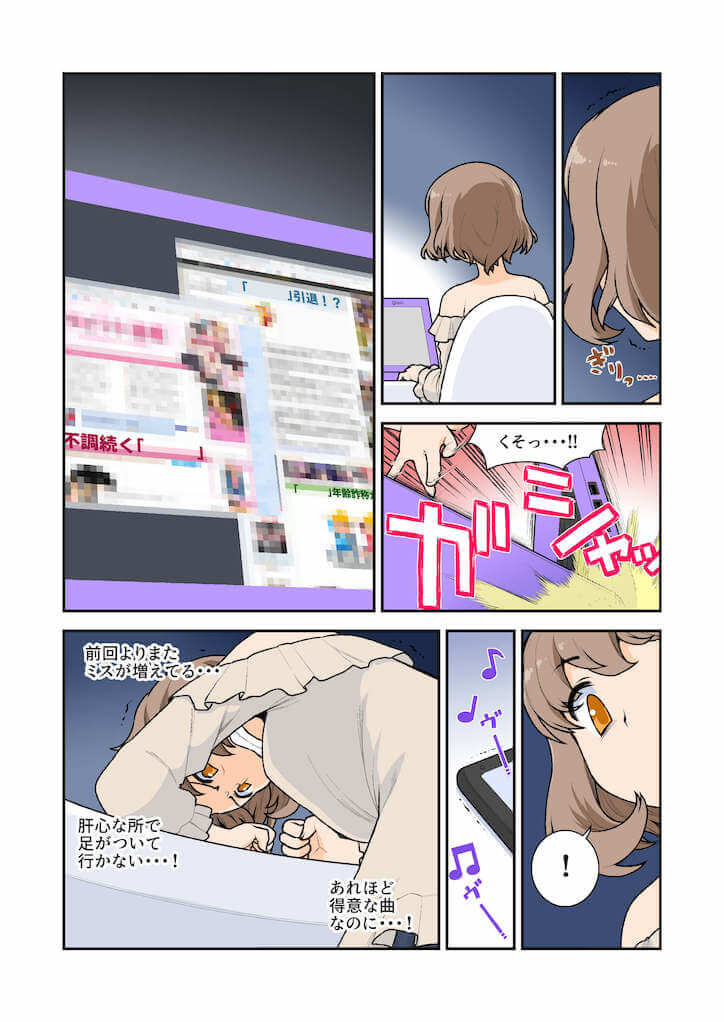 ぎりっ……
「　　　」引退！？
不調続く「　　　」
「　　　」年齢詐称
くそっ・・・!!
ガシャッ
！
♪
♪
ヴー
♫
ヴー
前回よりまた
ミスが増えてる・・・
肝心な所で
足がついて
行かない・・・！
あれほど
得意な曲
なのに・・・！